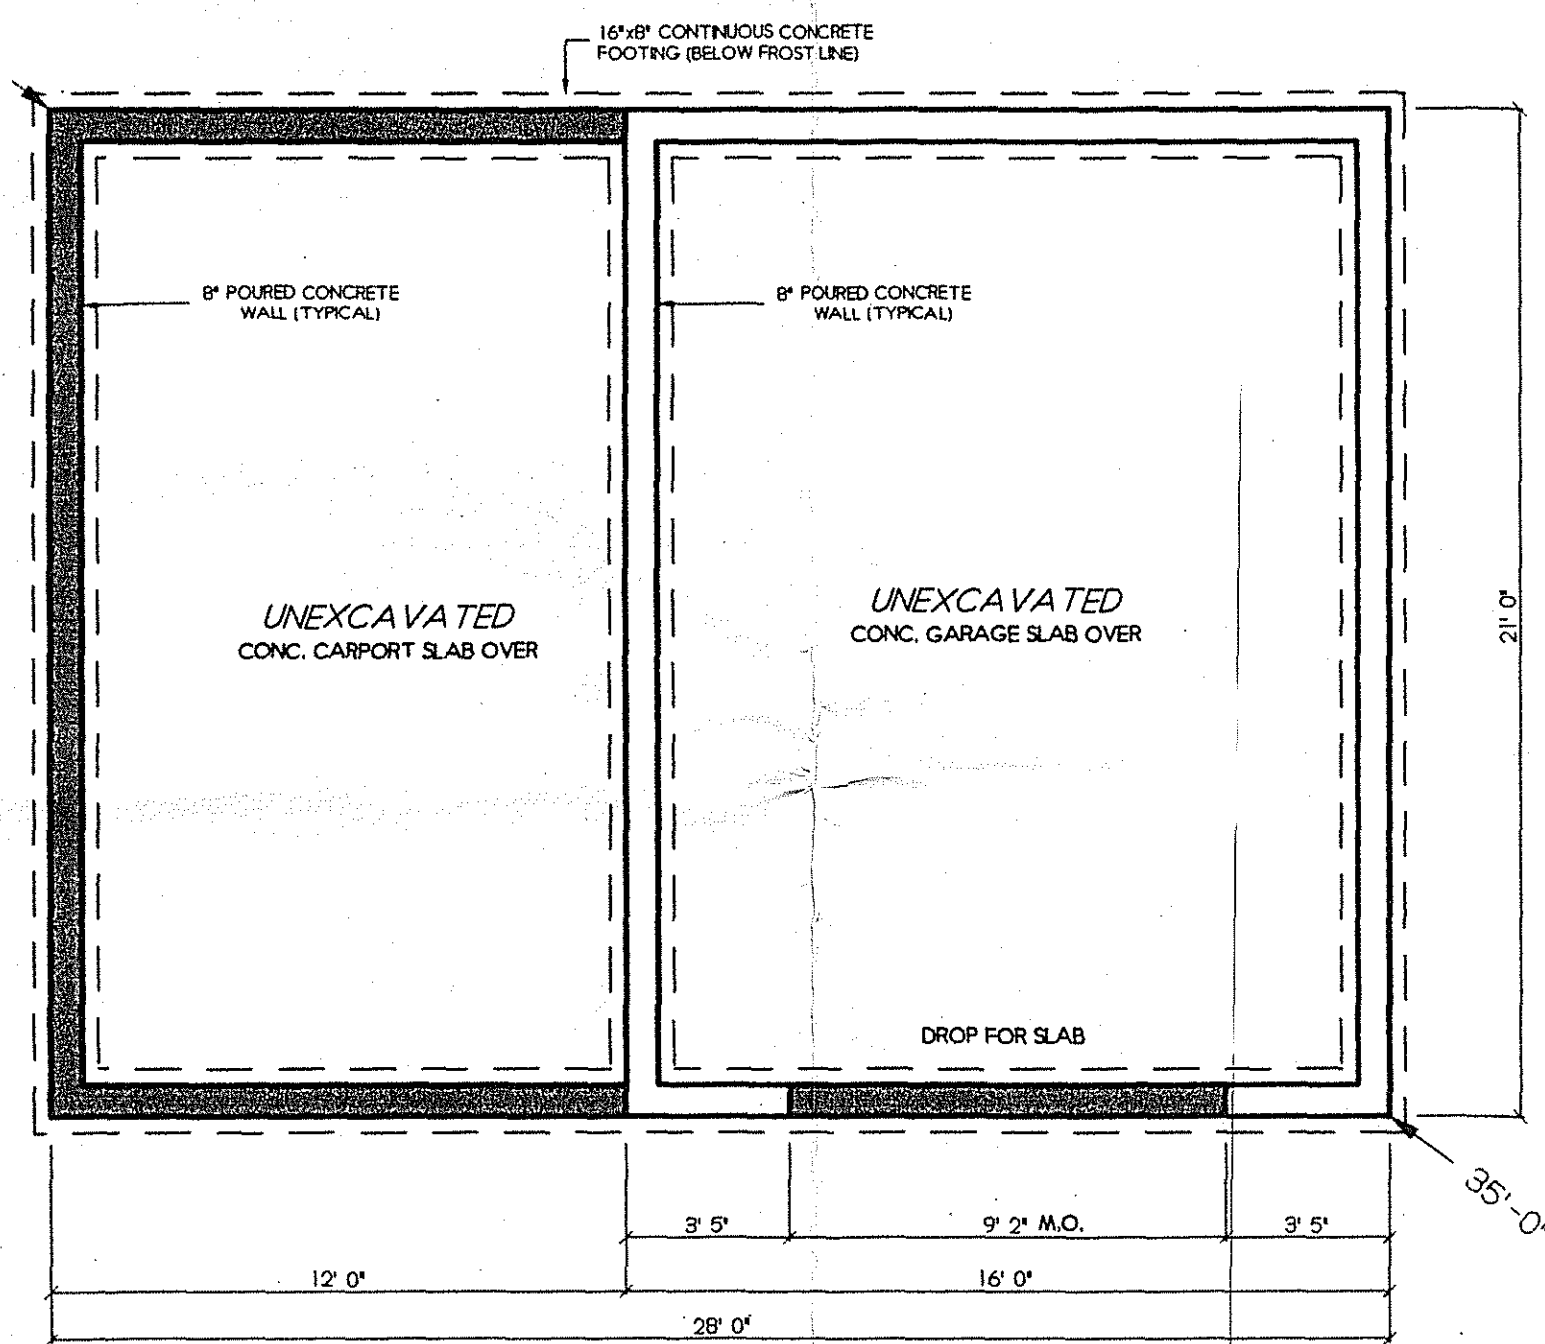 16"x8" CONTINUOUS CONCRETE
FOOTING (BELOW FROST LINE)
8" POURED CONCRETE
WALL (TYPICAL)
8" POURED CONCRETE
WALL (TYPICAL)
UNEXCAVATED
CONC. CARPORT SLAB OVER
UNEXCAVATED
CONC. GARAGE SLAB OVER
21' 0"
DROP FOR SLAB
35'-0
3' 5"
9' 2" M.O.
3' 5"
12' 0"
16' 0"
28' 0"